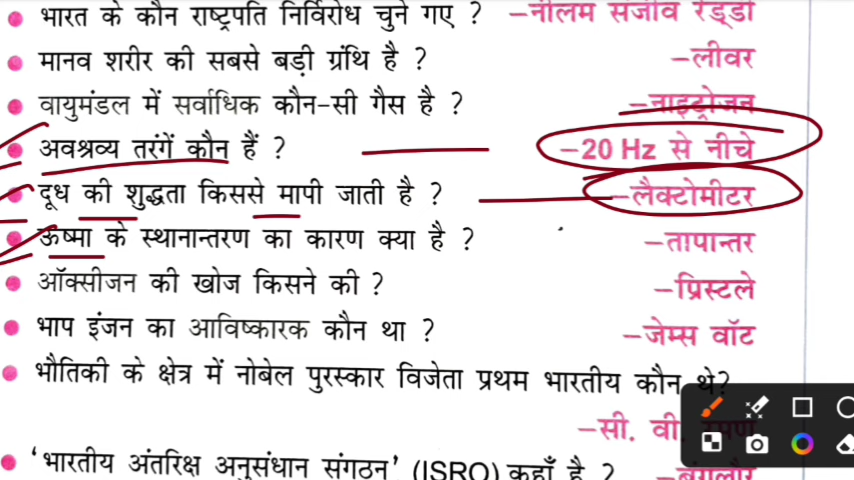 भारत के कौन राष्ट्रपति निर्विरोध चुने गए ? –नीलम संजीव रेड्डी
मानव शरीर की सबसे बड़ी ग्रंथि है ? –लीवर
वायुमंडल में सर्वाधिक कौन-सी गैस है ? –नाइट्रोजन
अवश्रव्य तरंगें कौन हैं ? –20 Hz से नीचे
दूध की शुद्धता किससे मापी जाती है ? –लैक्टोमीटर
ऊष्मा के स्थानान्तरण का कारण क्या है ? –तापान्तर
ऑक्सीजन की खोज किसने की ? –प्रिस्टले
भाप इंजन का आविष्कारक कौन था ? –जेम्स वॉट
भौतिकी के क्षेत्र में नोबेल पुरस्कार विजेता प्रथम भारतीय कौन थे?
–सी. वी.
'भारतीय अंतरिक्ष अनुसंधान संगठन' (ISRO) कहाँ है ? –बंगलौर